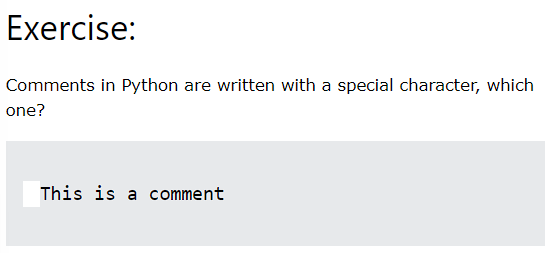 Exercise:
Comments in Python are written with a special character, which
one?
This is a comment